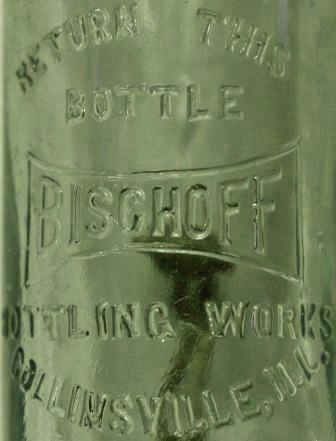 RETURN THIS
BOTTLE
BISCHOFF
BOTTLING WORKS
COLLINSVILLE, ILL.